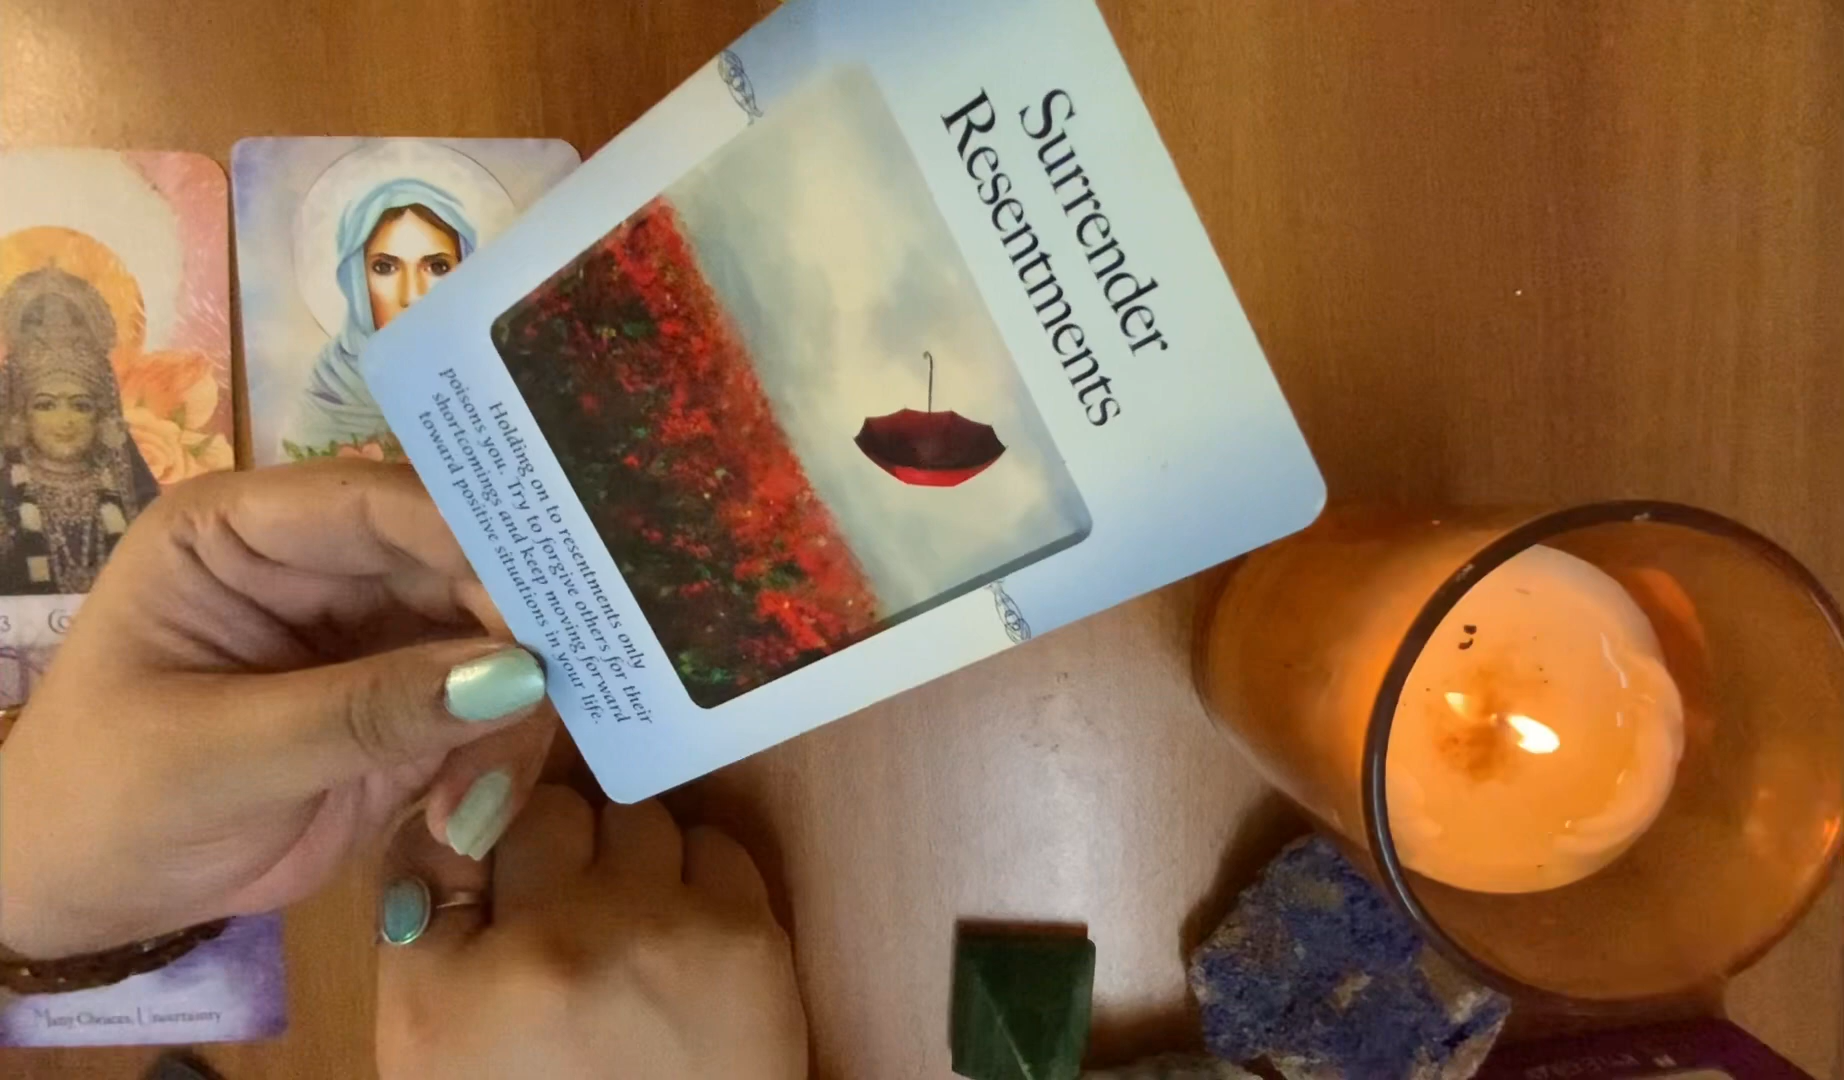 Surrender
Resentments
Holding on to resentments only
poisons you. Try to forgive others for their
shortcomings and keep moving forward
toward positive situations in your life.
3
Many Choices, Uncertainty